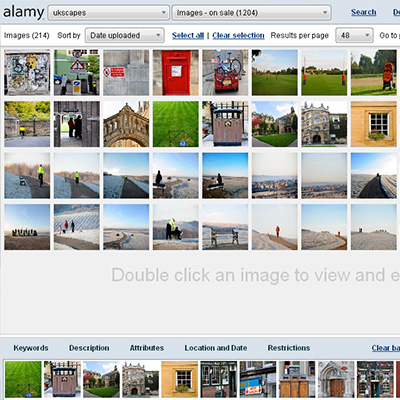 alamy ukscapes Images - on sale (1204) Search
Images (214) Sort by Date uploaded Select all | Clear selection Results per page 48 Go to
Double click an image to view and e
Keywords Description Attributes Location and Date Restrictions Clear ba